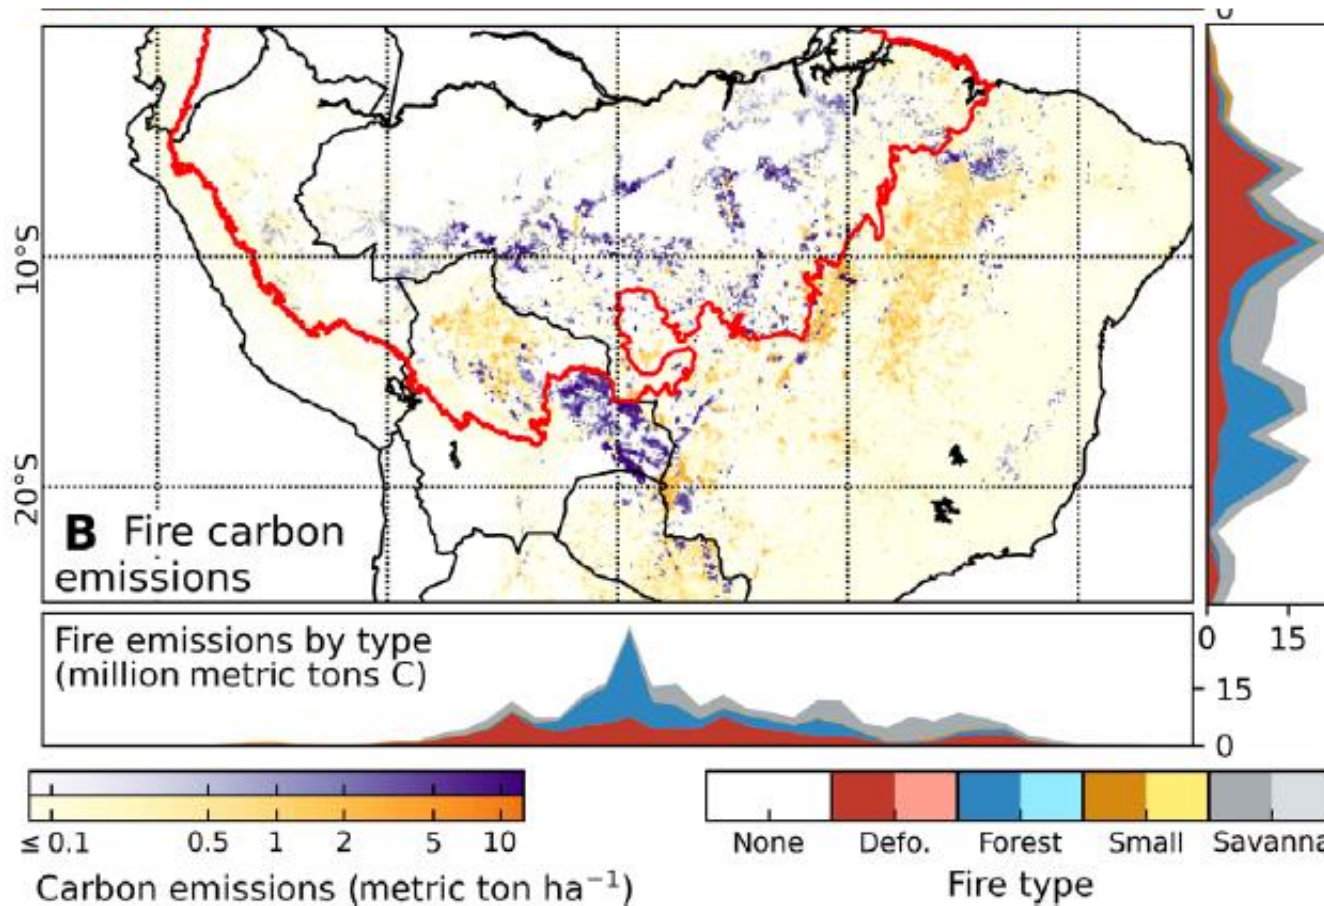 0
10°S
20°S
B Fire carbon
emissions
Fire emissions by type
(million metric tons C)
0 15
15
0
≤ 0.1 0.5 1 2 5 10
Carbon emissions (metric ton ha⁻¹)
None Defo. Forest Small Savanna
Fire type